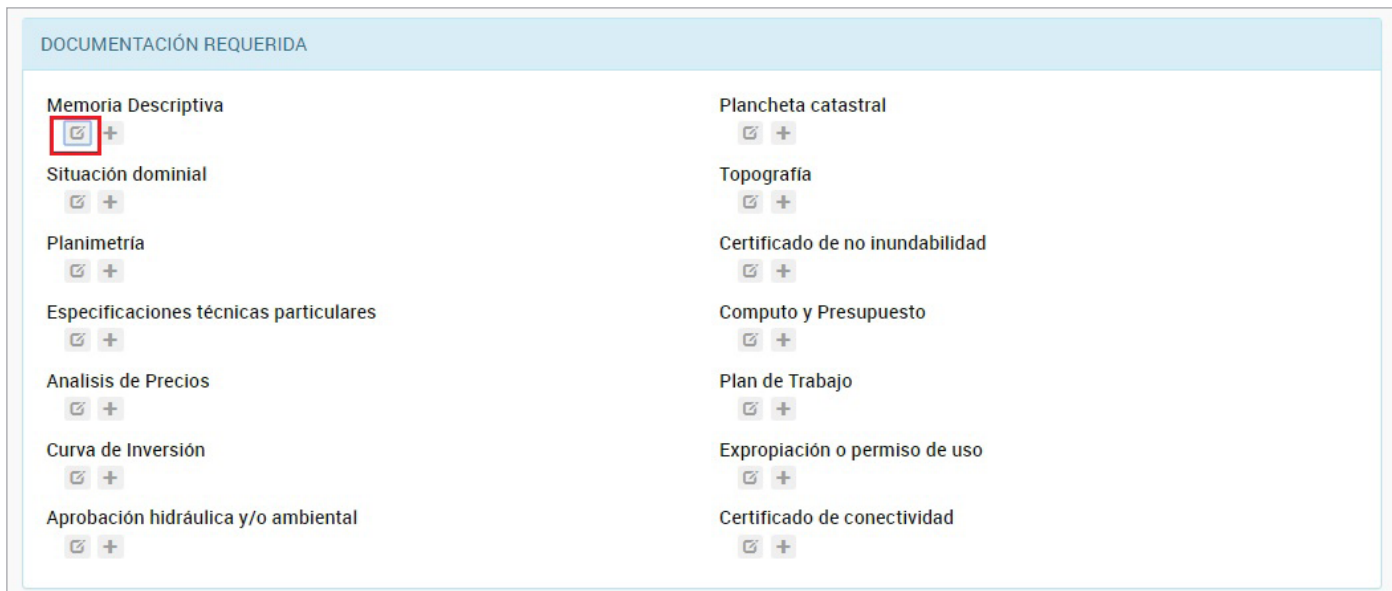 DOCUMENTACIÓN REQUERIDA
Memoria Descriptiva
Plancheta catastral
Situación dominial
Topografía
Planimetría
Certificado de no inundabilidad
Especificaciones técnicas particulares
Computo y Presupuesto
Analisis de Precios
Plan de Trabajo
Curva de Inversión
Expropiación o permiso de uso
Aprobación hidráulica y/o ambiental
Certificado de conectividad